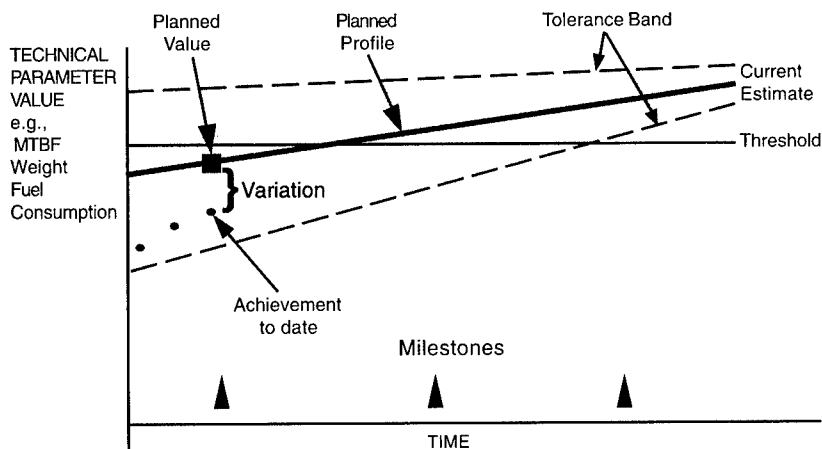 Planned
Value
Planned
Profile
Tolerance Band
TECHNICAL
PARAMETER
VALUE
e.g.,
MTBF
Weight
Fuel
Consumption
Current
Estimate
Threshold
Variation
Achievement
to date
Milestones
TIME